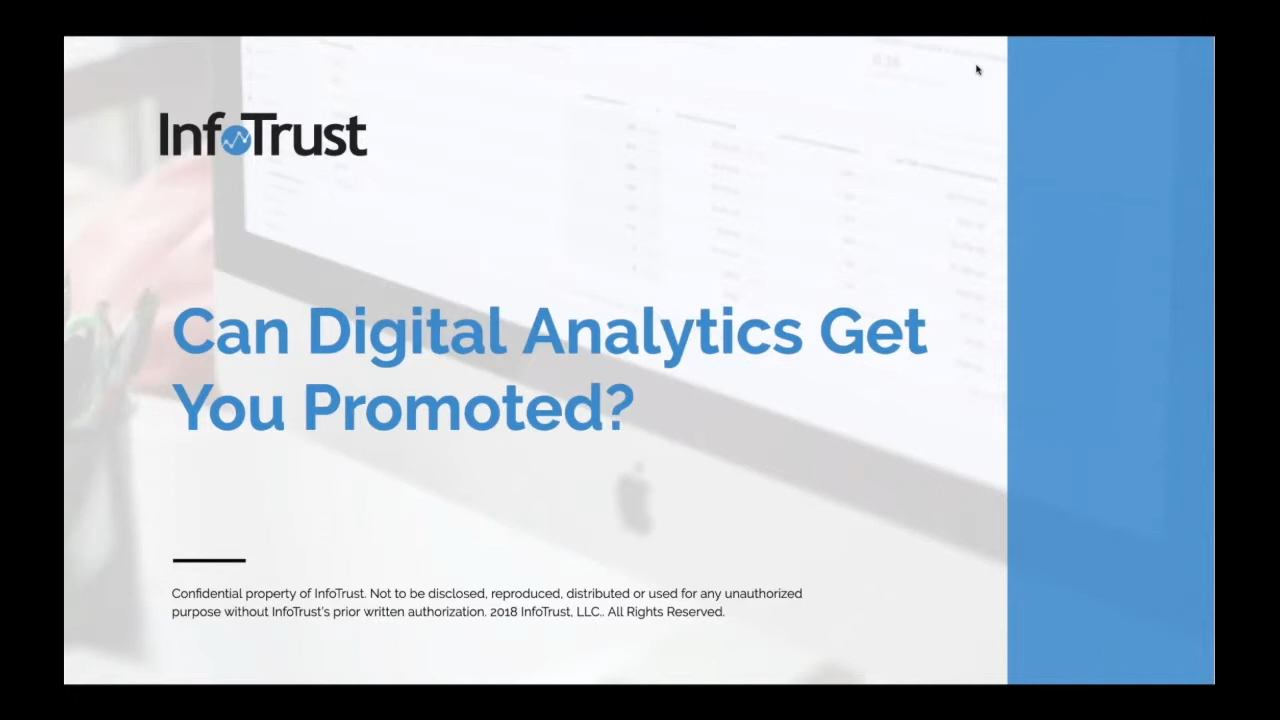 InfoTrust
Can Digital Analytics Get
You Promoted?
Confidential property of InfoTrust. Not to be disclosed, reproduced, distributed or used for any unauthorized
purpose without InfoTrust's prior written authorization. 2018 InfoTrust, LLC.. All Rights Reserved.